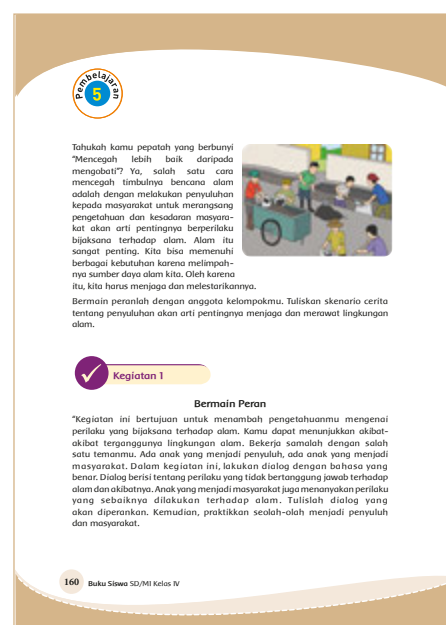 Pembelajaran
5
Tahukah kamu pepatah yang berbunyi
"Mencegah lebih baik daripada
mengobati"? Ya, salah satu cara
mencegah timbulnya bencana alam
adalah dengan melakukan penyuluhan
kepada masyarakat untuk merangsang
pengetahuan dan kesadaran masyara-
kat akan arti pentingnya berperilaku
bijaksana terhadap alam. Alam itu
sangat penting. Kita bisa memenuhi
berbagai kebutuhan karena melimpah-
nya sumber daya alam kita. Oleh karena
itu, kita harus menjaga dan melestarikannya.
Bermain peranlah dengan anggota kelompokmu. Tuliskan skenario cerita
tentang penyuluhan akan arti pentingnya menjaga dan merawat lingkungan
alam.
Kegiatan 1
Bermain Peran
"Kegiatan ini bertujuan untuk menambah pengetahuanmu mengenai
perilaku yang bijaksana terhadap alam. Kamu dapat menunjukkan akibat-
akibat terganggunya lingkungan alam. Bekerja samalah dengan salah
satu temanmu. Ada anak yang menjadi penyuluh, ada anak yang menjadi
masyarakat. Dalam kegiatan ini, lakukan dialog dengan bahasa yang
benar. Dialog berisi tentang perilaku yang tidak bertanggung jawab terhadap
alam dan akibatnya. Anak yang menjadi masyarakat juga menanyakan perilaku
yang sebaiknya dilakukan terhadap alam. Tulislah dialog yang
akan diperankan. Kemudian, praktikkan seolah-olah menjadi penyuluh
dan masyarakat.
160 Buku Siswa SD/MI Kelas IV